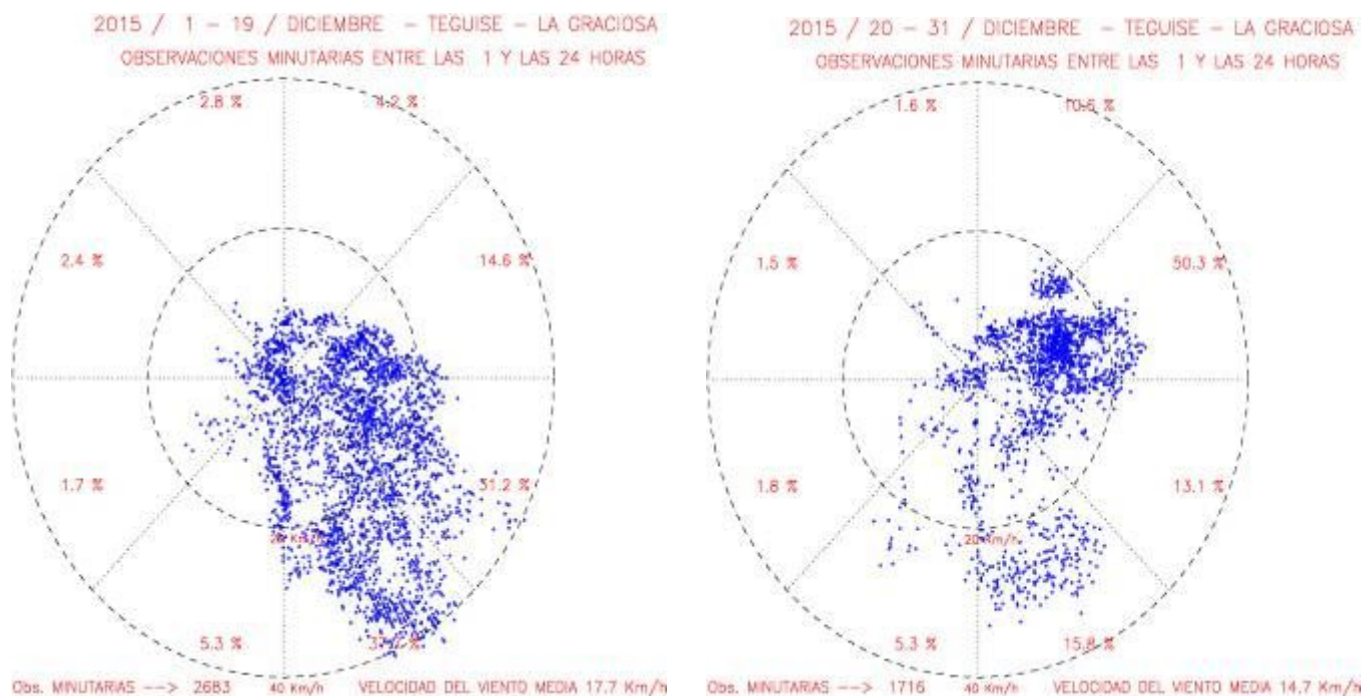 2015 / 1 - 19 / DICIEMBRE - TEGUISE - LA GRACIOSA
OBSERVACIONES MINUTARIAS ENTRE LAS 1 Y LAS 24 HORAS
2.8 %
4.2 %
2.4 %
14.6 %
1.7 %
31.2 %
20 Km/h
5.3 %
Obs. MINUTARIAS --> 2683
40 Km/h
VELOCIDAD DEL VIENTO MEDIA 17.7 Km/h
2015 / 20 - 31 / DICIEMBRE - TEGUISE - LA GRACIOSA
OBSERVACIONES MINUTARIAS ENTRE LAS 1 Y LAS 24 HORAS
1.6 %
10.6 %
1.5 %
50.3 %
1.8 %
13.1 %
20 Km/h
5.3 %
15.8 %
Obs. MINUTARIAS --> 1716
40 Km/h
VELOCIDAD DEL VIENTO MEDIA 14.7 Km/h